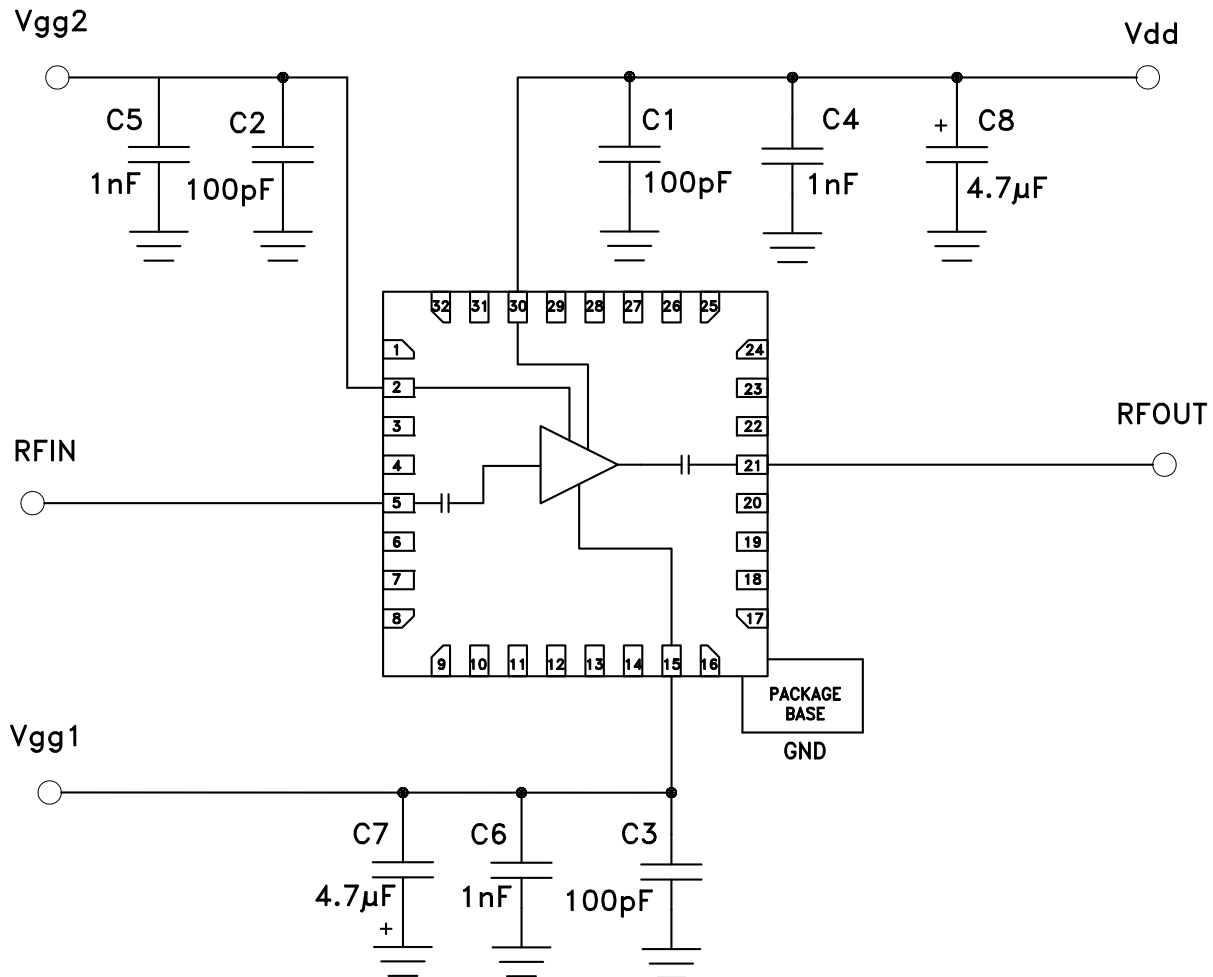 Vgg2
Vdd
C5
C2
C1
C4
+ C8
1nF
100pF
100pF
1nF
4.7µF
32 31 30 29 28 27 26 25
1
24
2
23
3
22
RFOUT
RFIN
4
21
5
20
6
19
7
18
8
17
9 10 11 12 13 14 15 16
PACKAGE
BASE
GND
Vgg1
C7
C6
C3
4.7µF
1nF
100pF
+